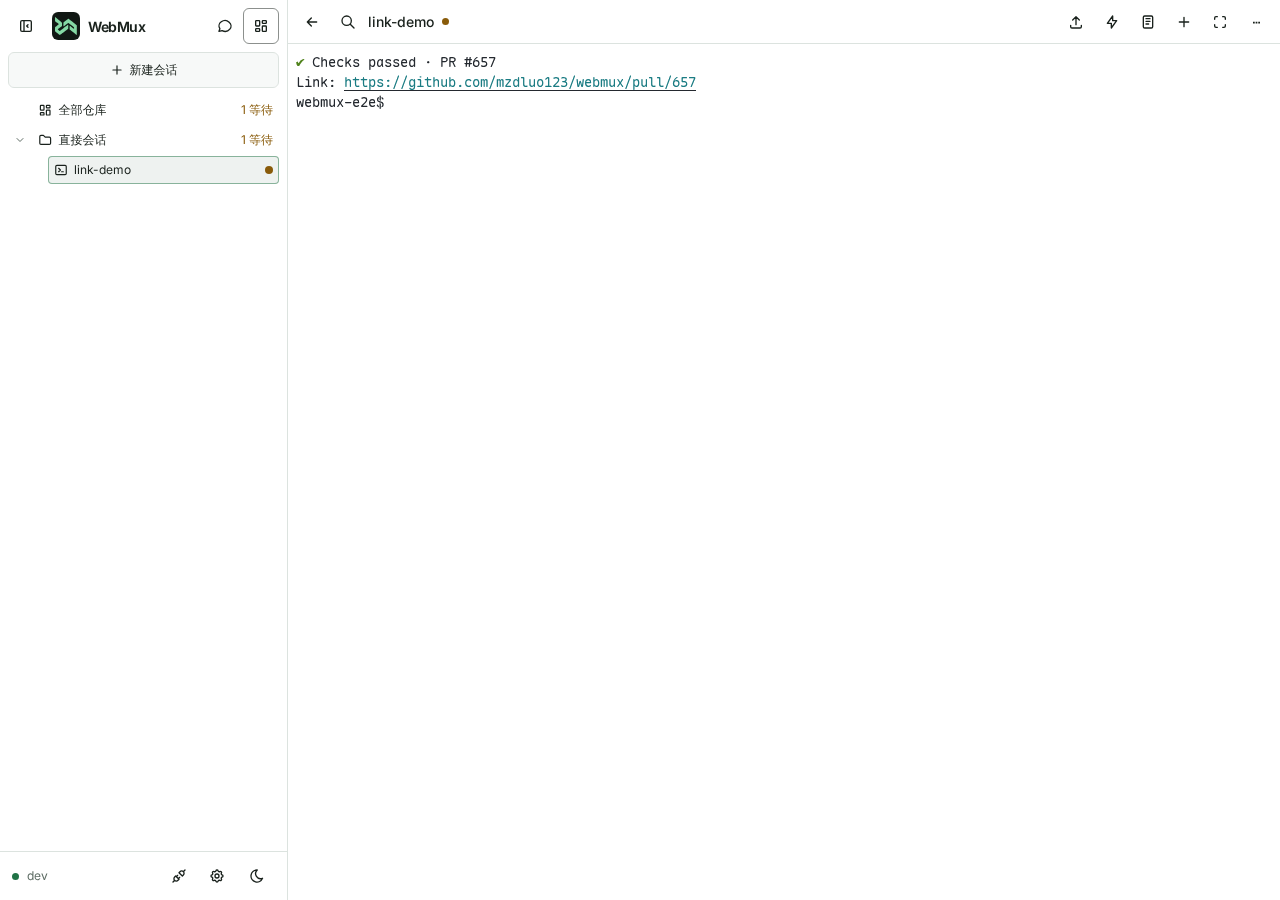 WebMux
新建会话
全部仓库 1 等待
直接会话 1 等待
link-demo
dev
link-demo
✔ Checks passed · PR #657
Link: https://github.com/mzdluo123/webmux/pull/657
webmux-e2e$